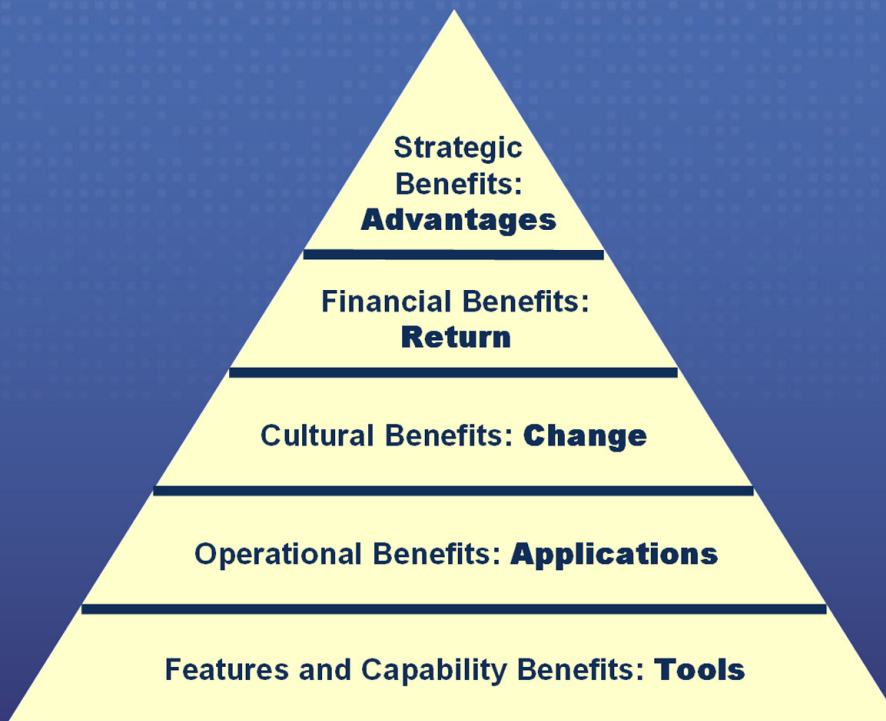 Strategic
Benefits:
Advantages
Financial Benefits:
Return
Cultural Benefits: Change
Operational Benefits: Applications
Features and Capability Benefits: Tools